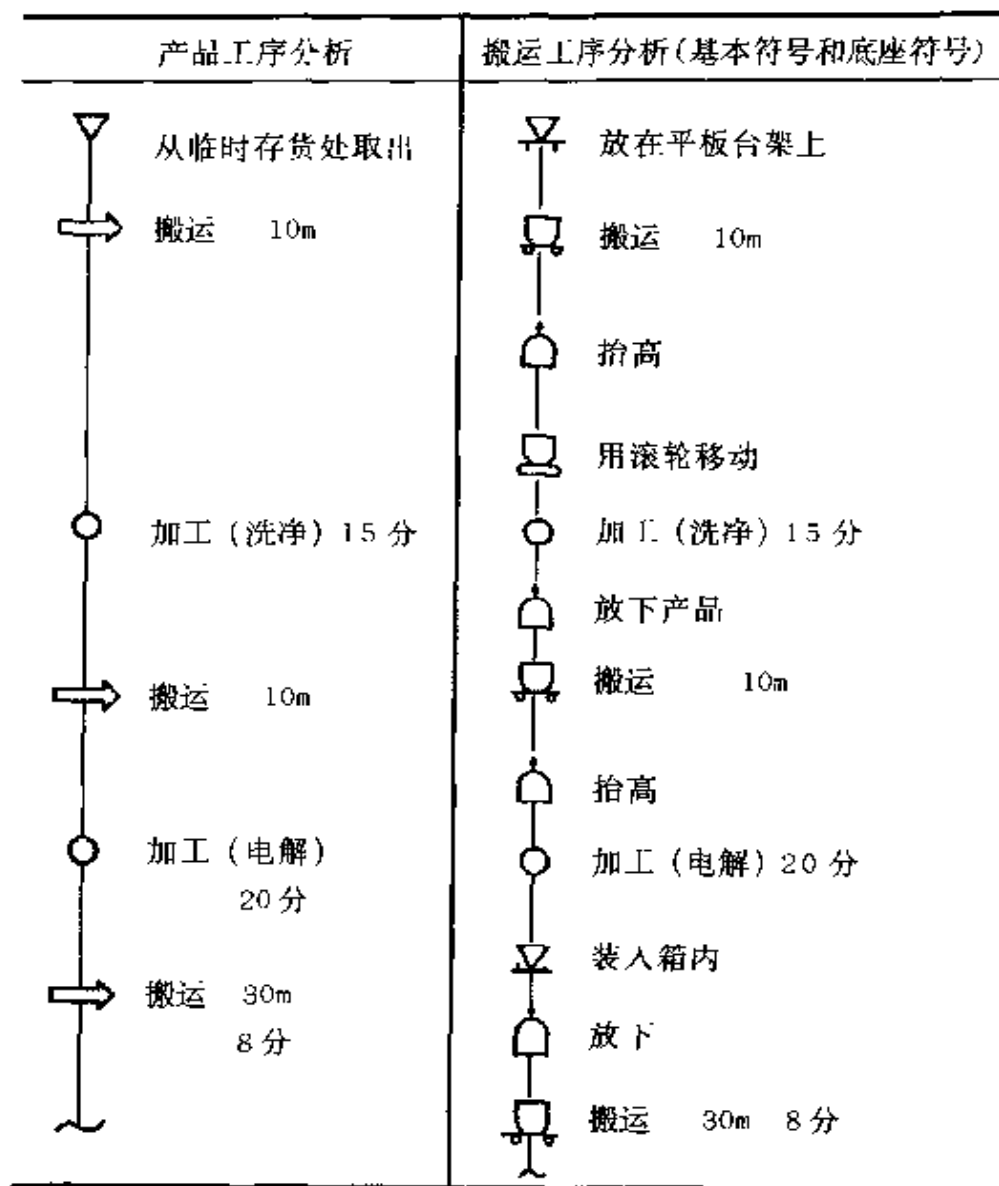 产品工序分析
从临时存货处取出
搬运 10m
加工（洗净）15分
搬运 10m
加工（电解）
20分
搬运 30m
8分
搬运工序分析(基本符号和底座符号)
放在平板台架上
搬运 10m
抬高
用滚轮移动
加工（洗净）15分
放下产品
搬运 10m
抬高
加工（电解）20分
装入箱内
放下
搬运 30m 8分